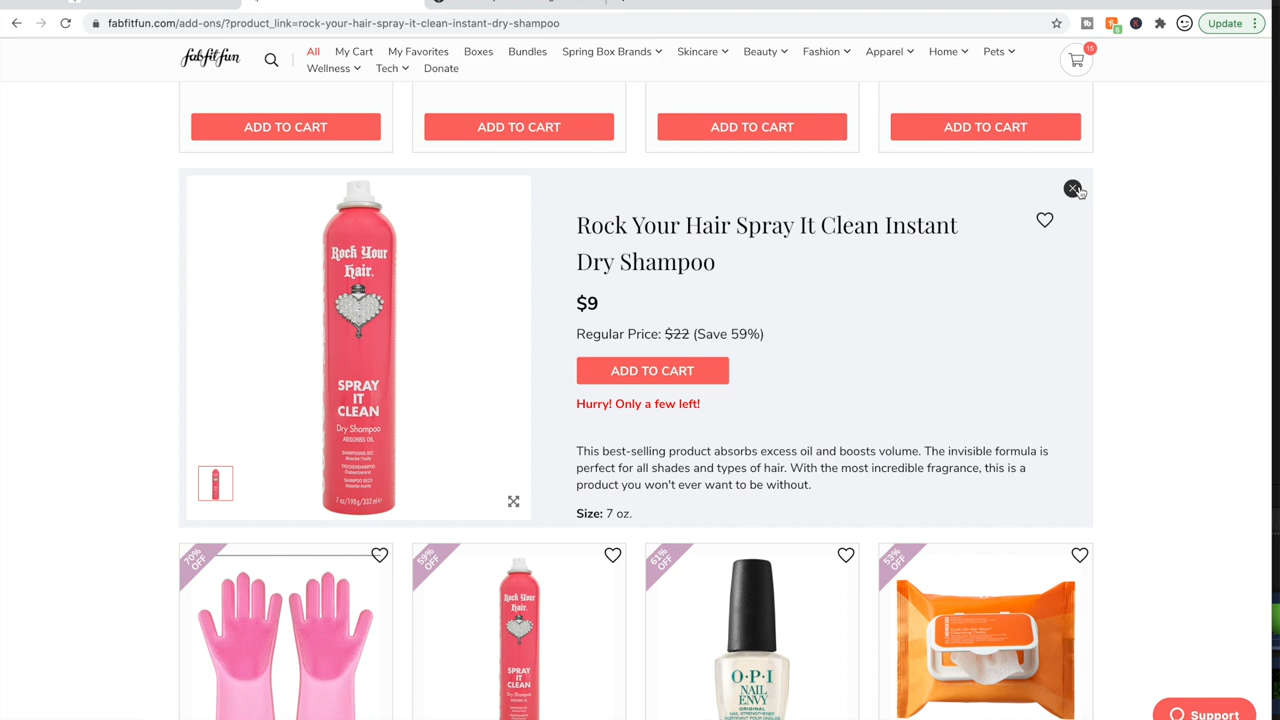 fabfitfun.com/add-ons/?product_link=rock-your-hair-spray-it-clean-instant-dry-shampoo
Update
fabfitfun
All My Cart My Favorites Boxes Bundles Spring Box Brands Skincare Beauty Fashion Apparel Home Pets
Wellness Tech Donate
15
ADD TO CART ADD TO CART ADD TO CART ADD TO CART
Rock Your
Hair.
SPRAY
IT
CLEAN
Dry Shampoo
ABSORBS OIL
7 oz/198g/332ml℮
Rock Your Hair Spray It Clean Instant
Dry Shampoo
$9
Regular Price: $22 (Save 59%)
ADD TO CART
Hurry! Only a few left!
This best-selling product absorbs excess oil and boosts volume. The invisible formula is
perfect for all shades and types of hair. With the most incredible fragrance, this is a
product you won't ever want to be without.
Size: 7 oz.
70% OFF
59% OFF
61% OFF
53% OFF
Rock Your
Hair.
SPRAY
IT
CLEAN
Dry Shampoo
O·P·I
NAIL
ENVY
ORIGINAL
NAIL STRENGTHENER
Support